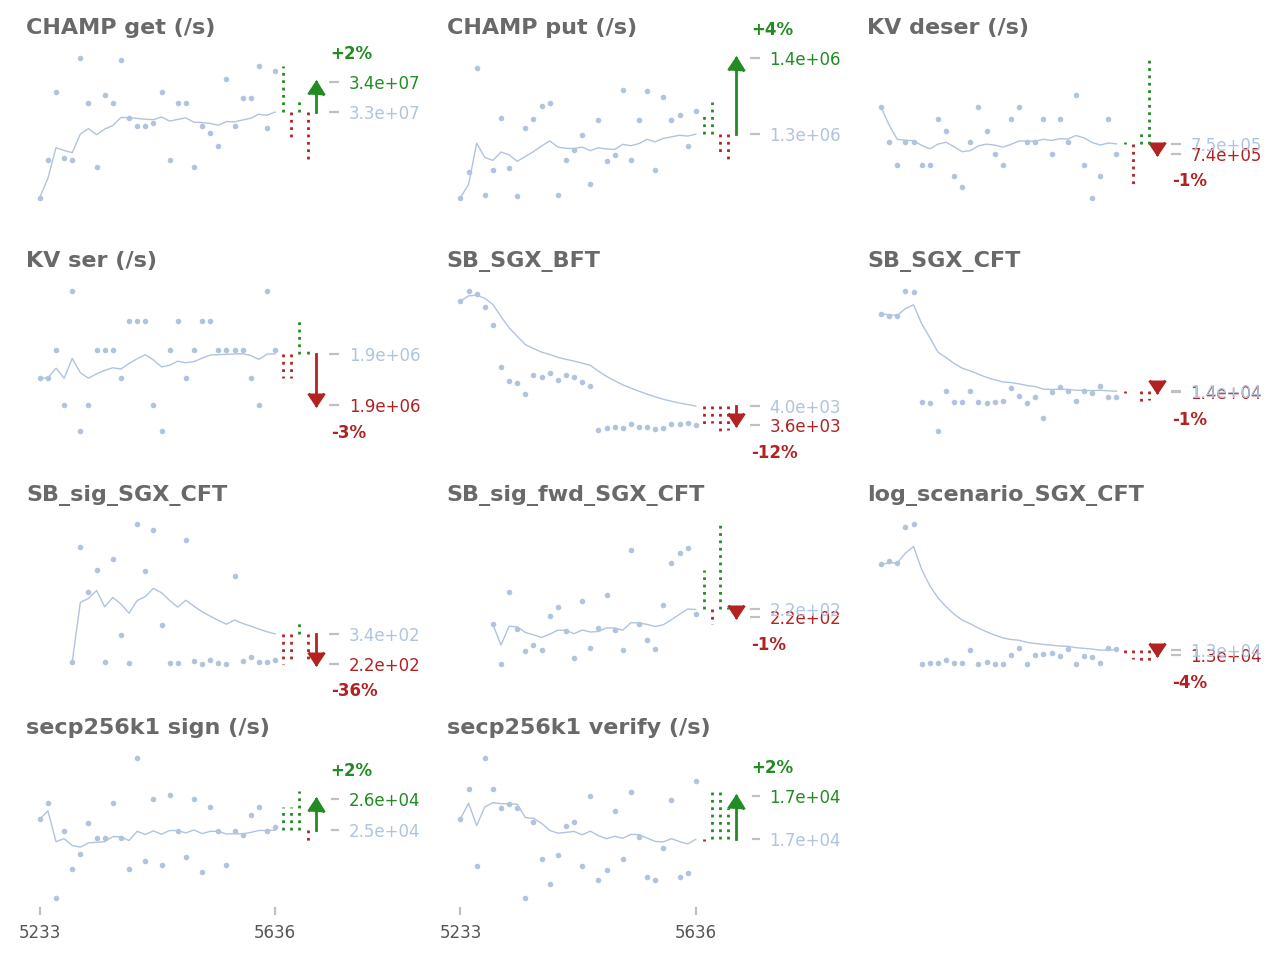 CHAMP get (/s)
+2%
3.4e+07
3.3e+07
CHAMP put (/s)
+4%
1.4e+06
1.3e+06
KV deser (/s)
7.5e+05
7.4e+05
-1%
KV ser (/s)
1.9e+06
1.9e+06
-3%
SB_SGX_BFT
4.0e+03
3.6e+03
-12%
SB_SGX_CFT
1.4e+04
1.4e+04
-1%
SB_sig_SGX_CFT
3.4e+02
2.2e+02
-36%
SB_sig_fwd_SGX_CFT
2.2e+02
2.2e+02
-1%
log_scenario_SGX_CFT
1.3e+04
1.3e+04
-4%
secp256k1 sign (/s)
+2%
2.6e+04
2.5e+04
5233
5636
secp256k1 verify (/s)
+2%
1.7e+04
1.7e+04
5233
5636